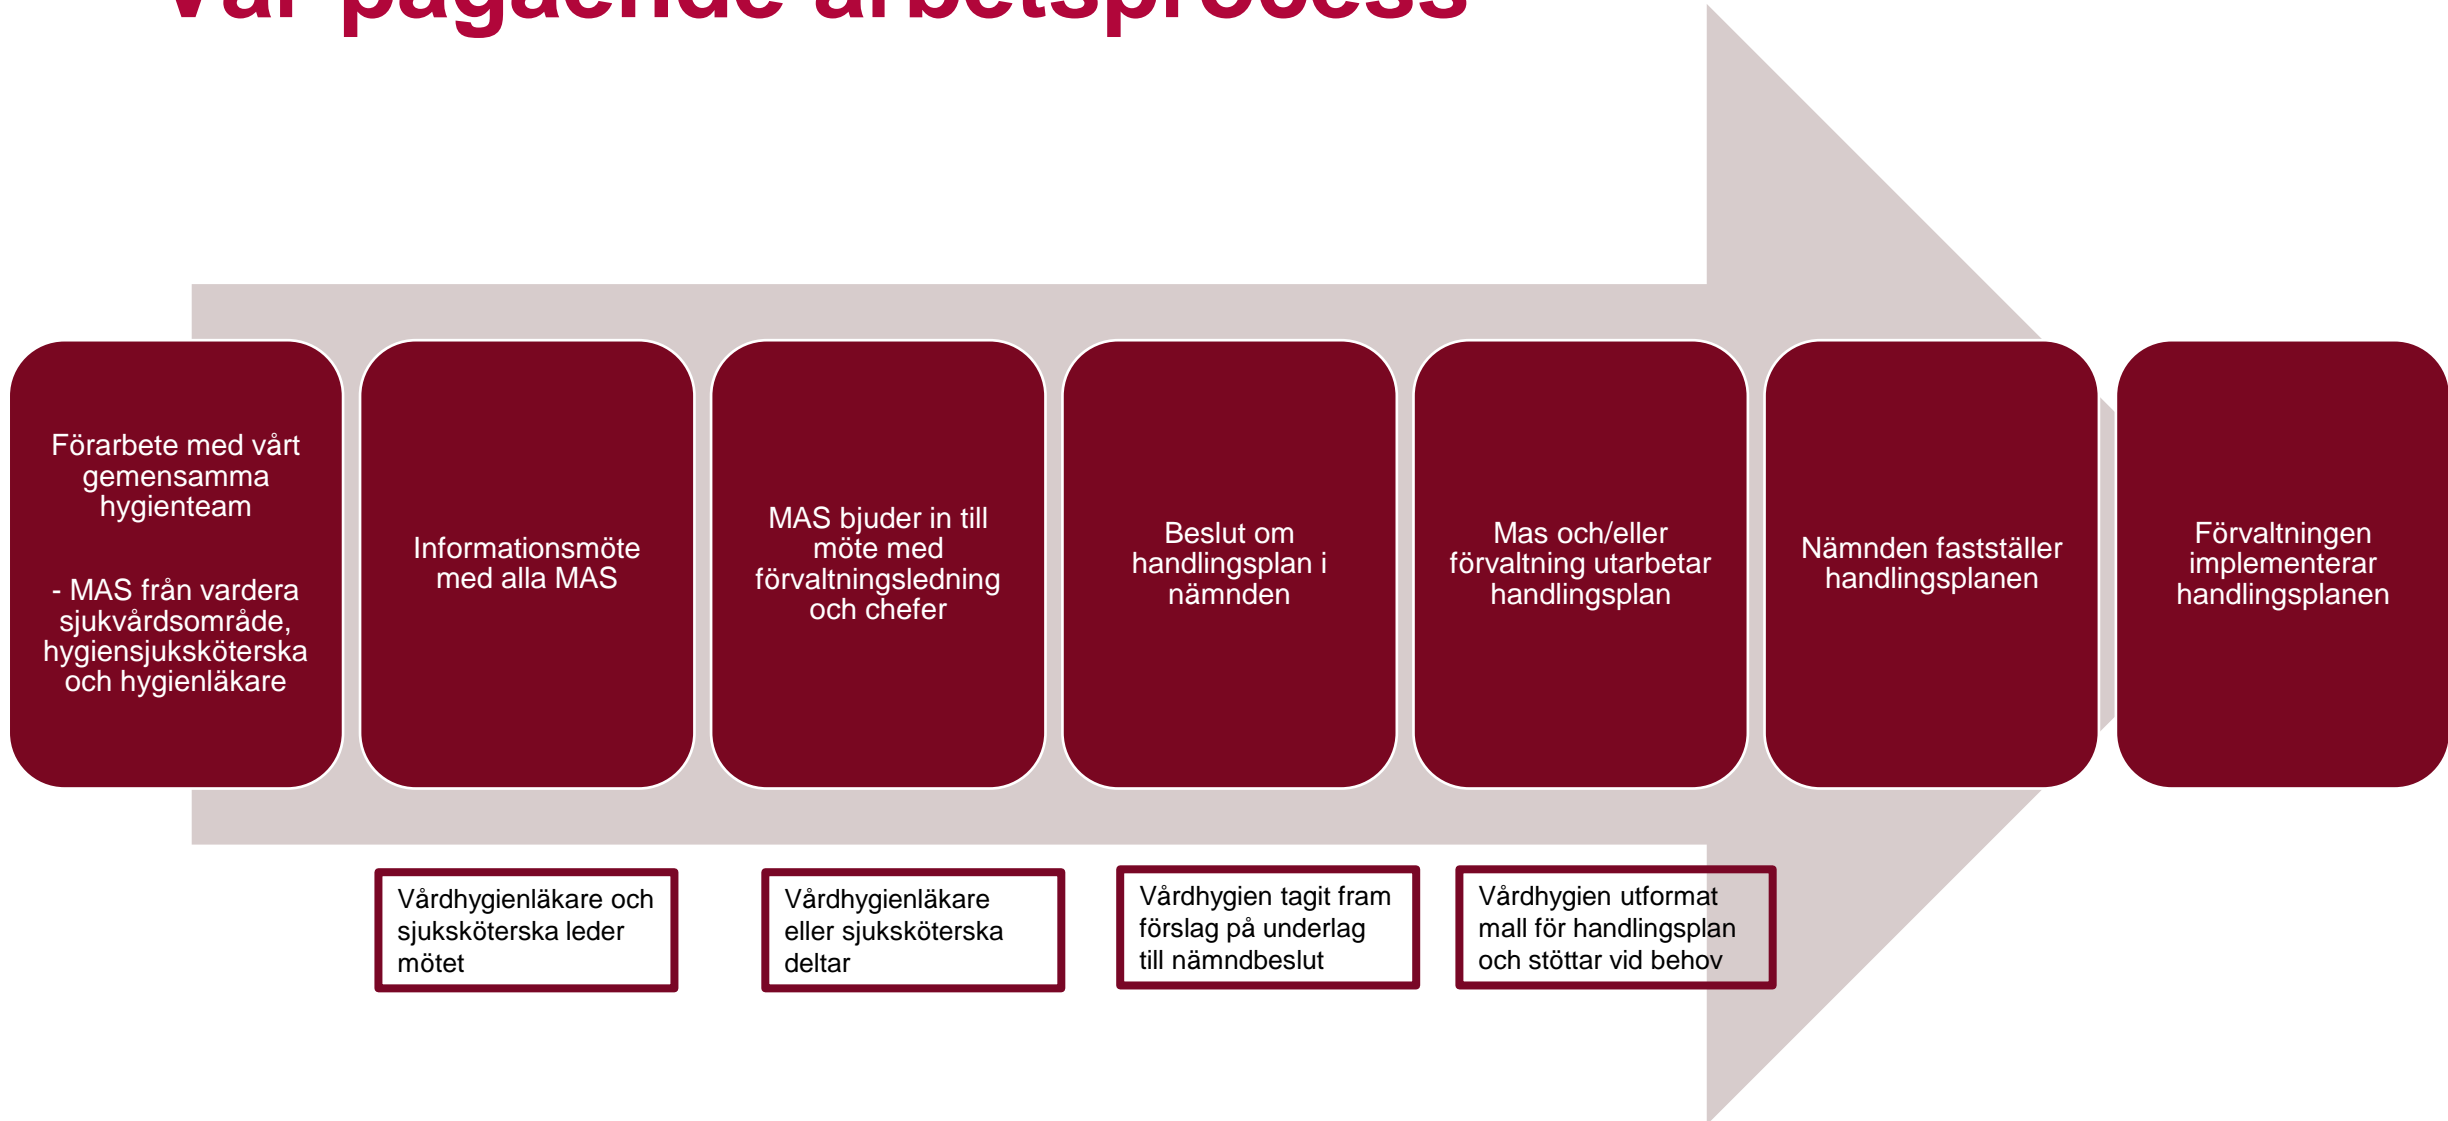 Vår pågående arbetsprocess
Förarbete med vårt
gemensamma
hygienteam
- MAS från vardera
sjukvårdsområde,
hygiensjuksköterska
och hygienläkare
Informationsmöte
med alla MAS
MAS bjuder in till
möte med
förvaltningsledning
och chefer
Beslut om
handlingsplan i
nämnden
Mas och/eller
förvaltning utarbetar
handlingsplan
Nämnden fastställer
handlingsplanen
Förvaltningen
implementerar
handlingsplanen
Vårdhygienläkare och
sjuksköterska leder
mötet
Vårdhygienläkare
eller sjuksköterska
deltar
Vårdhygien tagit fram
förslag på underlag
till nämndbeslut
Vårdhygien utformat
mall för handlingsplan
och stöttar vid behov